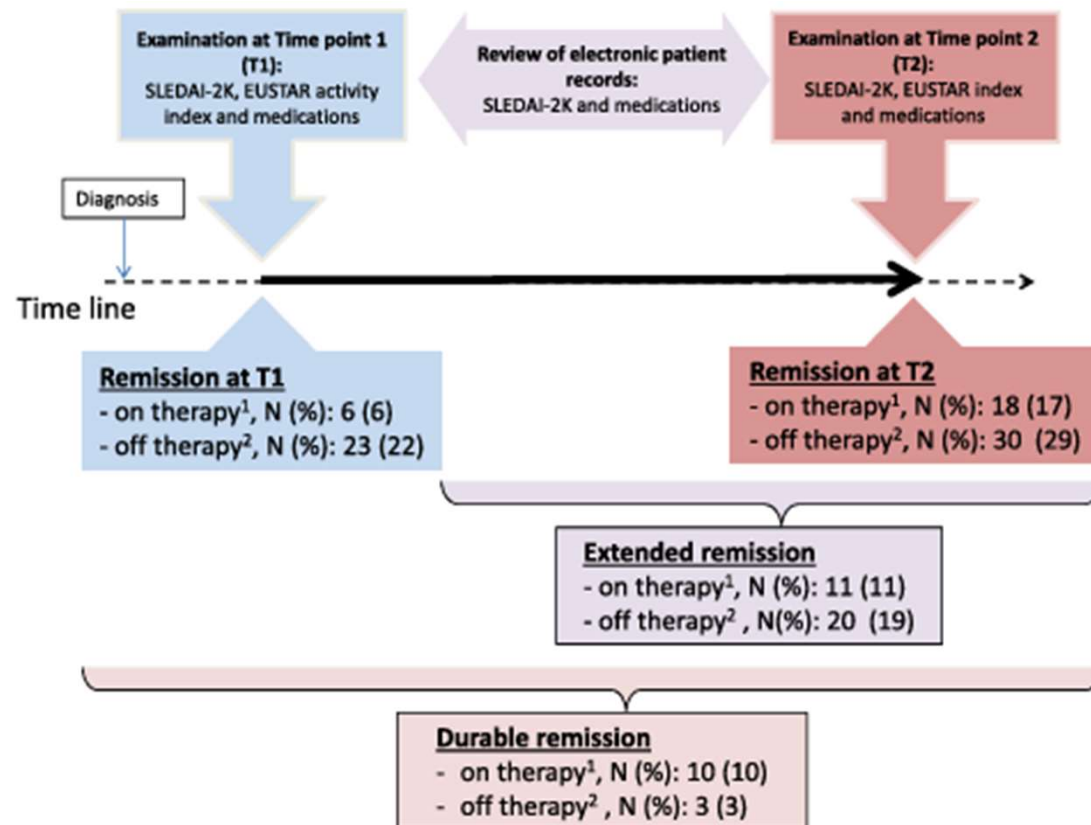 Examination at Time point 1
(T1):
SLEDAI-2K, EUSTAR activity
index and medications
Review of electronic patient
records:
SLEDAI-2K and medications
Examination at Time point 2
(T2):
SLEDAI-2K, EUSTAR index
and medications
Diagnosis
Time line
Remission at T1
- on therapy¹, N (%): 6 (6)
- off therapy², N (%): 23 (22)
Remission at T2
- on therapy¹, N (%): 18 (17)
- off therapy², N (%): 30 (29)
Extended remission
- on therapy¹, N (%): 11 (11)
- off therapy² , N(%): 20 (19)
Durable remission
- on therapy¹, N (%): 10 (10)
- off therapy² , N (%): 3 (3)